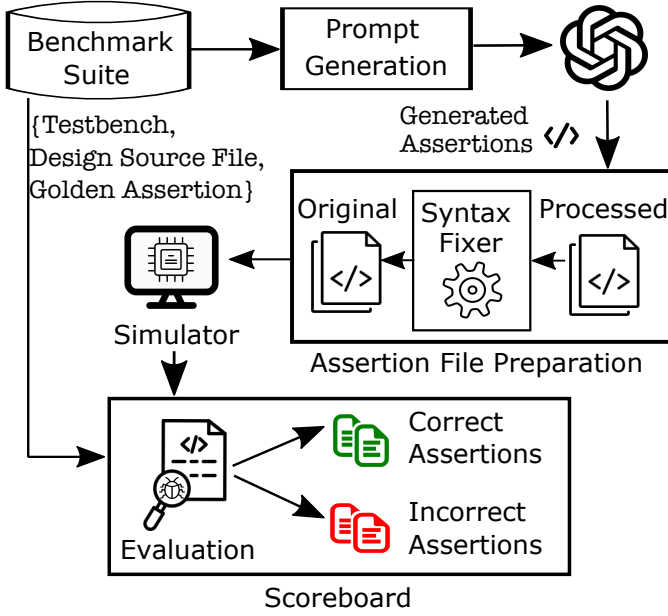 Benchmark
Suite
Prompt
Generation
{Testbench,
Design Source File,
Golden Assertion}
Generated
Assertions </>
Original
Syntax
Fixer
Processed
</>
</>
Simulator
Assertion File Preparation
</>
Evaluation
Correct
Assertions
Incorrect
Assertions
Scoreboard